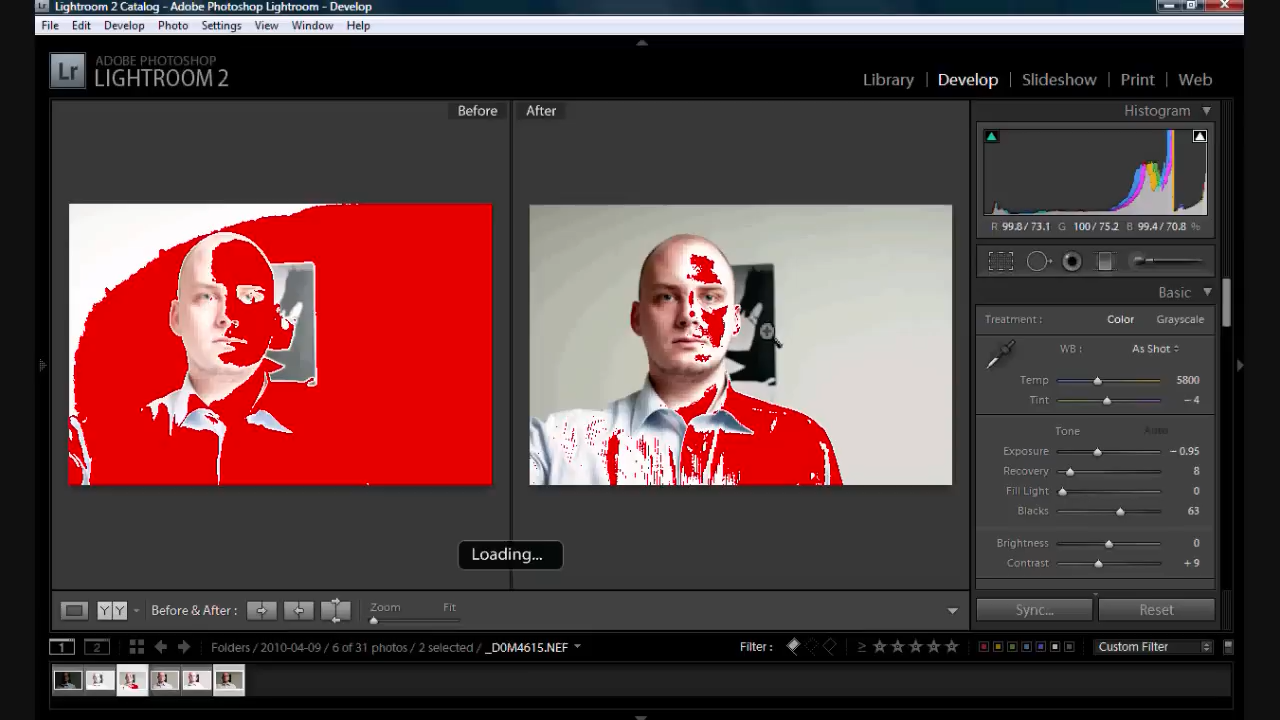 Lightroom 2 Catalog - Adobe Photoshop Lightroom - Develop
File Edit Develop Photo Settings View Window Help
Lr ADOBE PHOTOSHOP
LIGHTROOM 2
Library | Develop | Slideshow | Print | Web
Before After
Histogram
R 99.8 / 73.1 G 100 / 75.2 B 99.4 / 70.8 %
Basic
Treatment : Color Grayscale
WB : As Shot
Temp 5800
Tint – 4
Tone Auto
Exposure – 0.95
Recovery 8
Fill Light 0
Blacks 63
Brightness 0
Contrast + 9
Loading...
YY Before & After : Zoom Fit
Sync... Reset
1 2 Folders / 2010-04-09 / 6 of 31 photos / 2 selected / _D0M4615.NEF Filter : ≥ Custom Filter